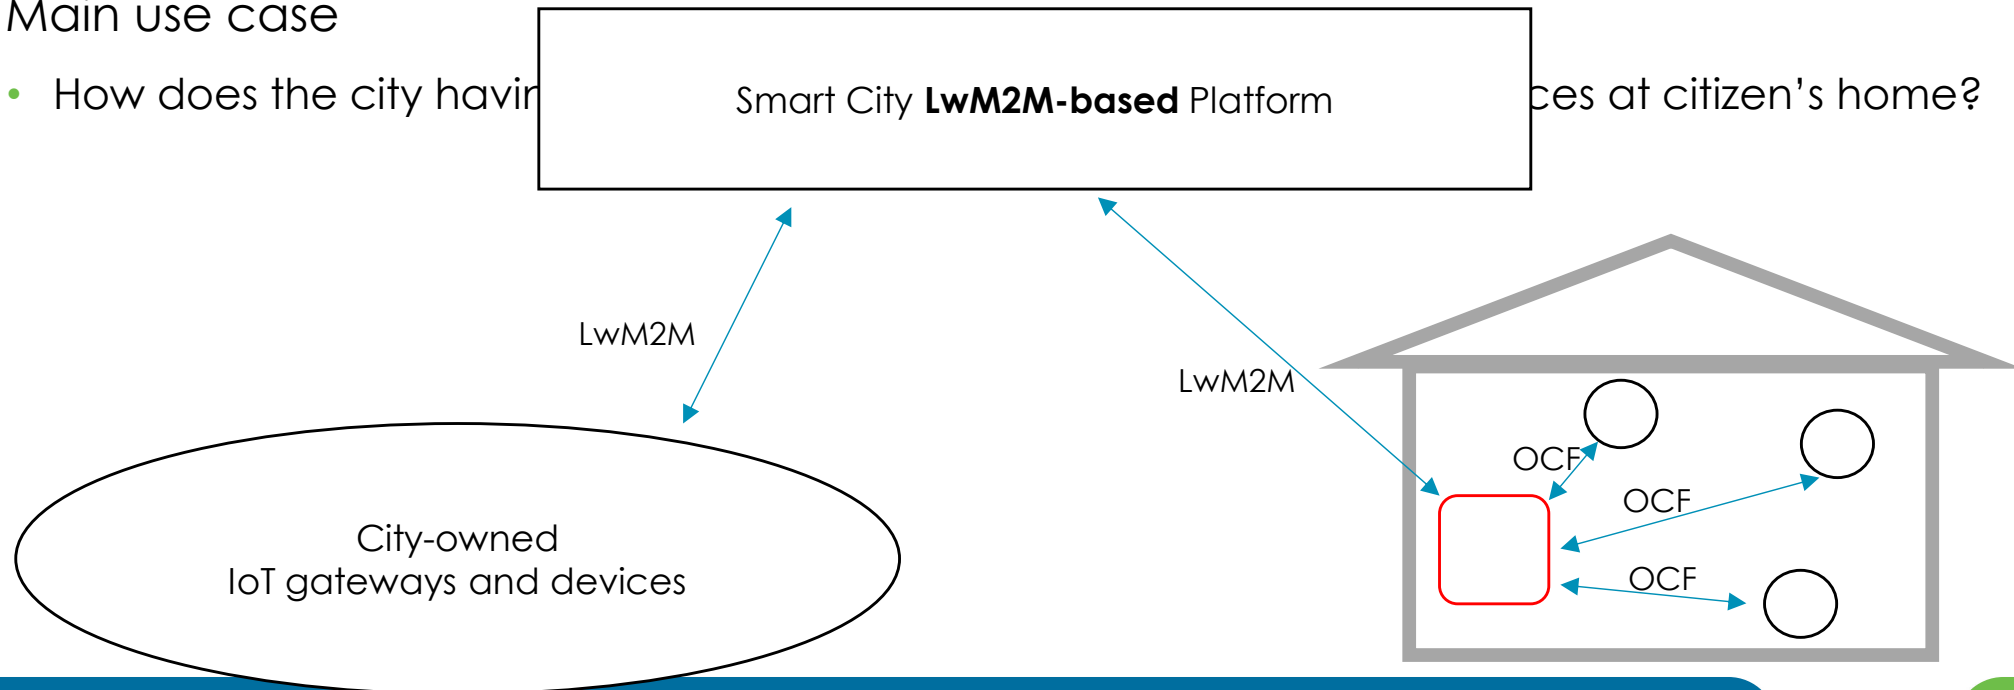 Main use case
• How does the city ces at citizen's home?
Smart City LwM2M-based Platform
LwM2M
LwM2M
OCF
OCF
OCF
City-owned
IoT gateways and devices